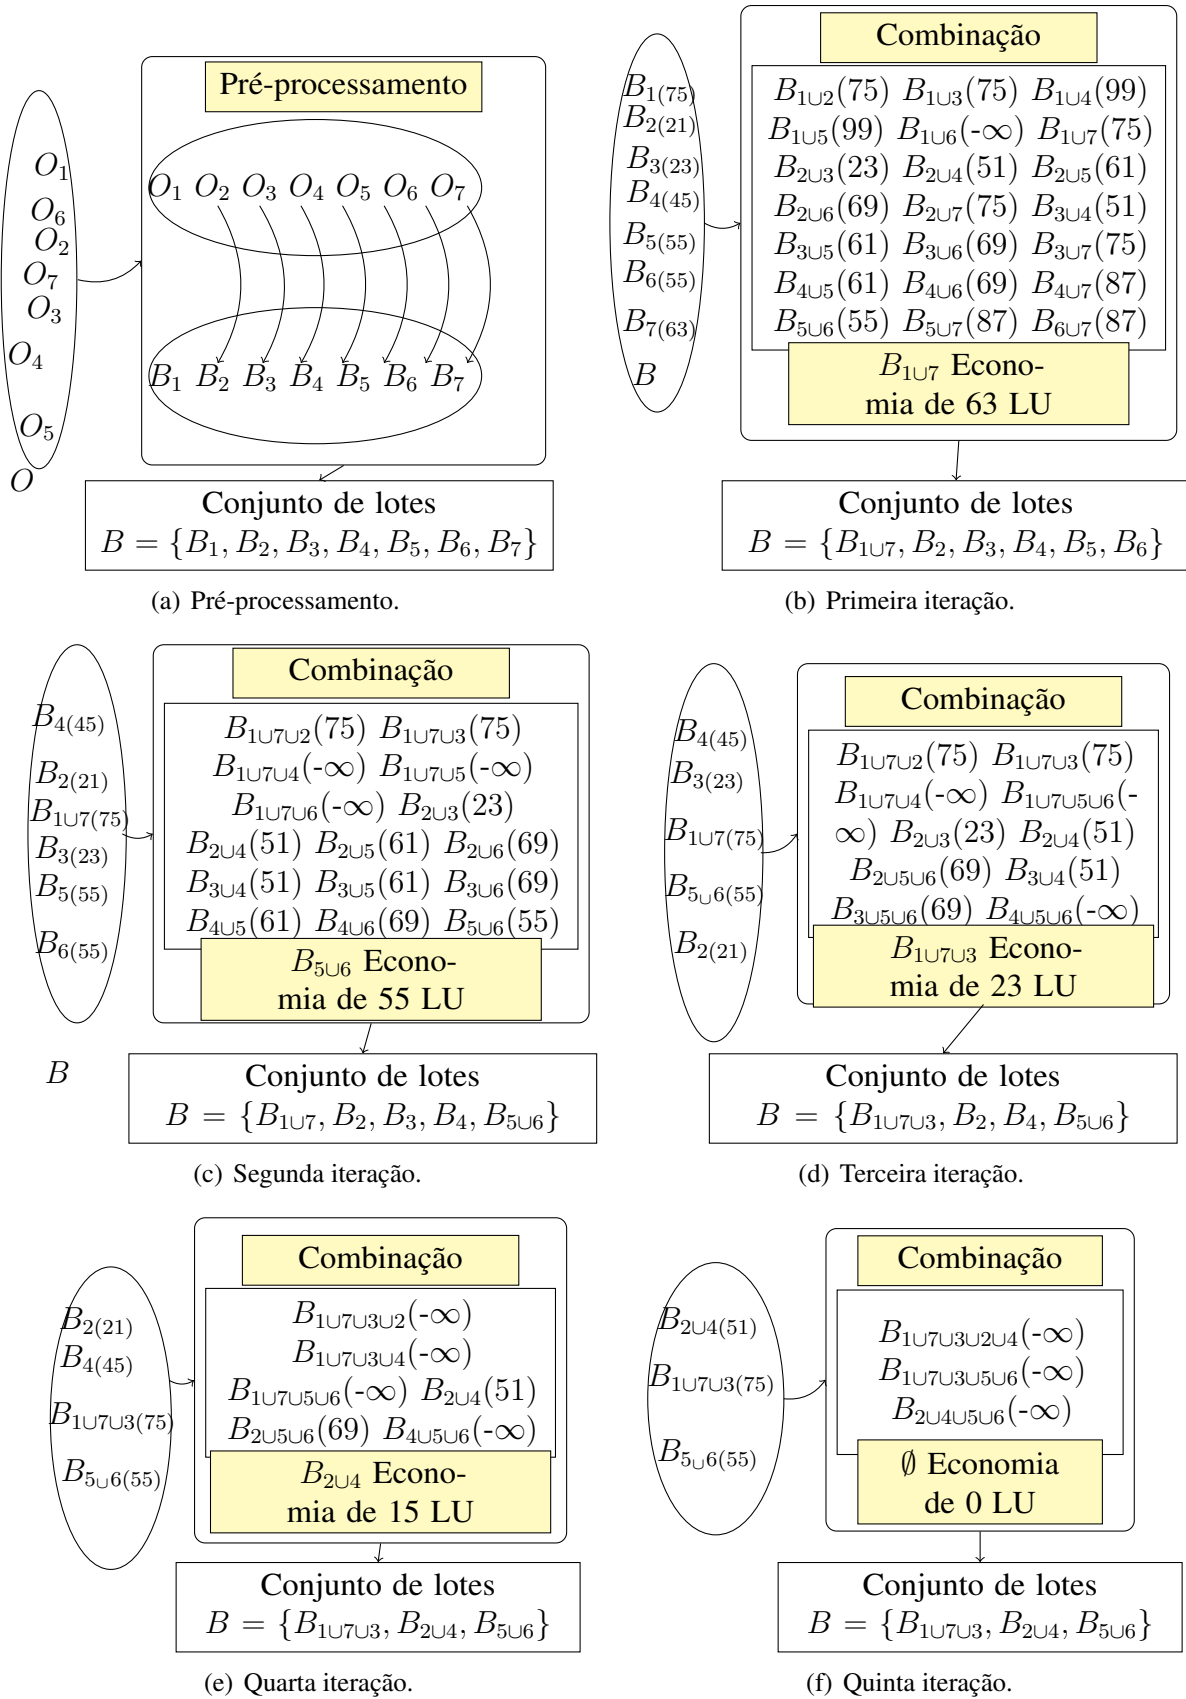 Pré-processamento
O₁
O₆
O₂
O₇
O₃
O₄
O₅
O
O₁ O₂ O₃ O₄ O₅ O₆ O₇
B₁ B₂ B₃ B₄ B₅ B₆ B₇
Conjunto de lotes
B = {B₁, B₂, B₃, B₄, B₅, B₆, B₇}
(a) Pré-processamento.
Combinação
B₁₍₇₅₎
B₂₍₂₁₎
B₃₍₂₃₎
B₄₍₄₅₎
B₅₍₅₅₎
B₆₍₅₅₎
B₇₍₆₃₎
B
B₁∪₂(75) B₁∪₃(75) B₁∪₄(99)
B₁∪₅(99) B₁∪₆(-∞) B₁∪₇(75)
B₂∪₃(23) B₂∪₄(51) B₂∪₅(61)
B₂∪₆(69) B₂∪₇(75) B₃∪₄(51)
B₃∪₅(61) B₃∪₆(69) B₃∪₇(75)
B₄∪₅(61) B₄∪₆(69) B₄∪₇(87)
B₅∪₆(55) B₅∪₇(87) B₆∪₇(87)
B₁∪₇ Econo-
mia de 63 LU
Conjunto de lotes
B = {B₁∪₇, B₂, B₃, B₄, B₅, B₆}
(b) Primeira iteração.
Combinação
B₄₍₄₅₎
B₂₍₂₁₎
B₁∪₇₍₇₅₎
B₃₍₂₃₎
B₅₍₅₅₎
B₆₍₅₅₎
B
B₁∪₇∪₂(75) B₁∪₇∪₃(75)
B₁∪₇∪₄(-∞) B₁∪₇∪₅(-∞)
B₁∪₇∪₆(-∞) B₂∪₃(23)
B₂∪₄(51) B₂∪₅(61) B₂∪₆(69)
B₃∪₄(51) B₃∪₅(61) B₃∪₆(69)
B₄∪₅(61) B₄∪₆(69) B₅∪₆(55)
B₅∪₆ Econo-
mia de 55 LU
Conjunto de lotes
B = {B₁∪₇, B₂, B₃, B₄, B₅∪₆}
(c) Segunda iteração.
Combinação
B₄₍₄₅₎
B₃₍₂₃₎
B₁∪₇₍₇₅₎
B₅∪₆₍₅₅₎
B₂₍₂₁₎
B₁∪₇∪₂(75) B₁∪₇∪₃(75)
B₁∪₇∪₄(-∞) B₁∪₇∪₅∪₆(-
∞) B₂∪₃(23) B₂∪₄(51)
B₂∪₅∪₆(69) B₃∪₄(51)
B₃∪₅∪₆(69) B₄∪₅∪₆(-∞)
B₁∪₇∪₃ Econo-
mia de 23 LU
Conjunto de lotes
B = {B₁∪₇∪₃, B₂, B₄, B₅∪₆}
(d) Terceira iteração.
Combinação
B₂₍₂₁₎
B₄₍₄₅₎
B₁∪₇∪₃₍₇₅₎
B₅∪₆₍₅₅₎
B₁∪₇∪₃∪₂(-∞)
B₁∪₇∪₃∪₄(-∞)
B₁∪₇∪₅∪₆(-∞) B₂∪₄(51)
B₂∪₅∪₆(69) B₄∪₅∪₆(-∞)
B₂∪₄ Econo-
mia de 15 LU
Conjunto de lotes
B = {B₁∪₇∪₃, B₂∪₄, B₅∪₆}
(e) Quarta iteração.
Combinação
B₂∪₄₍₅₁₎
B₁∪₇∪₃₍₇₅₎
B₅∪₆₍₅₅₎
B₁∪₇∪₃∪₂∪₄(-∞)
B₁∪₇∪₃∪₅∪₆(-∞)
B₂∪₄∪₅∪₆(-∞)
∅ Economia
de 0 LU
Conjunto de lotes
B = {B₁∪₇∪₃, B₂∪₄, B₅∪₆}
(f) Quinta iteração.